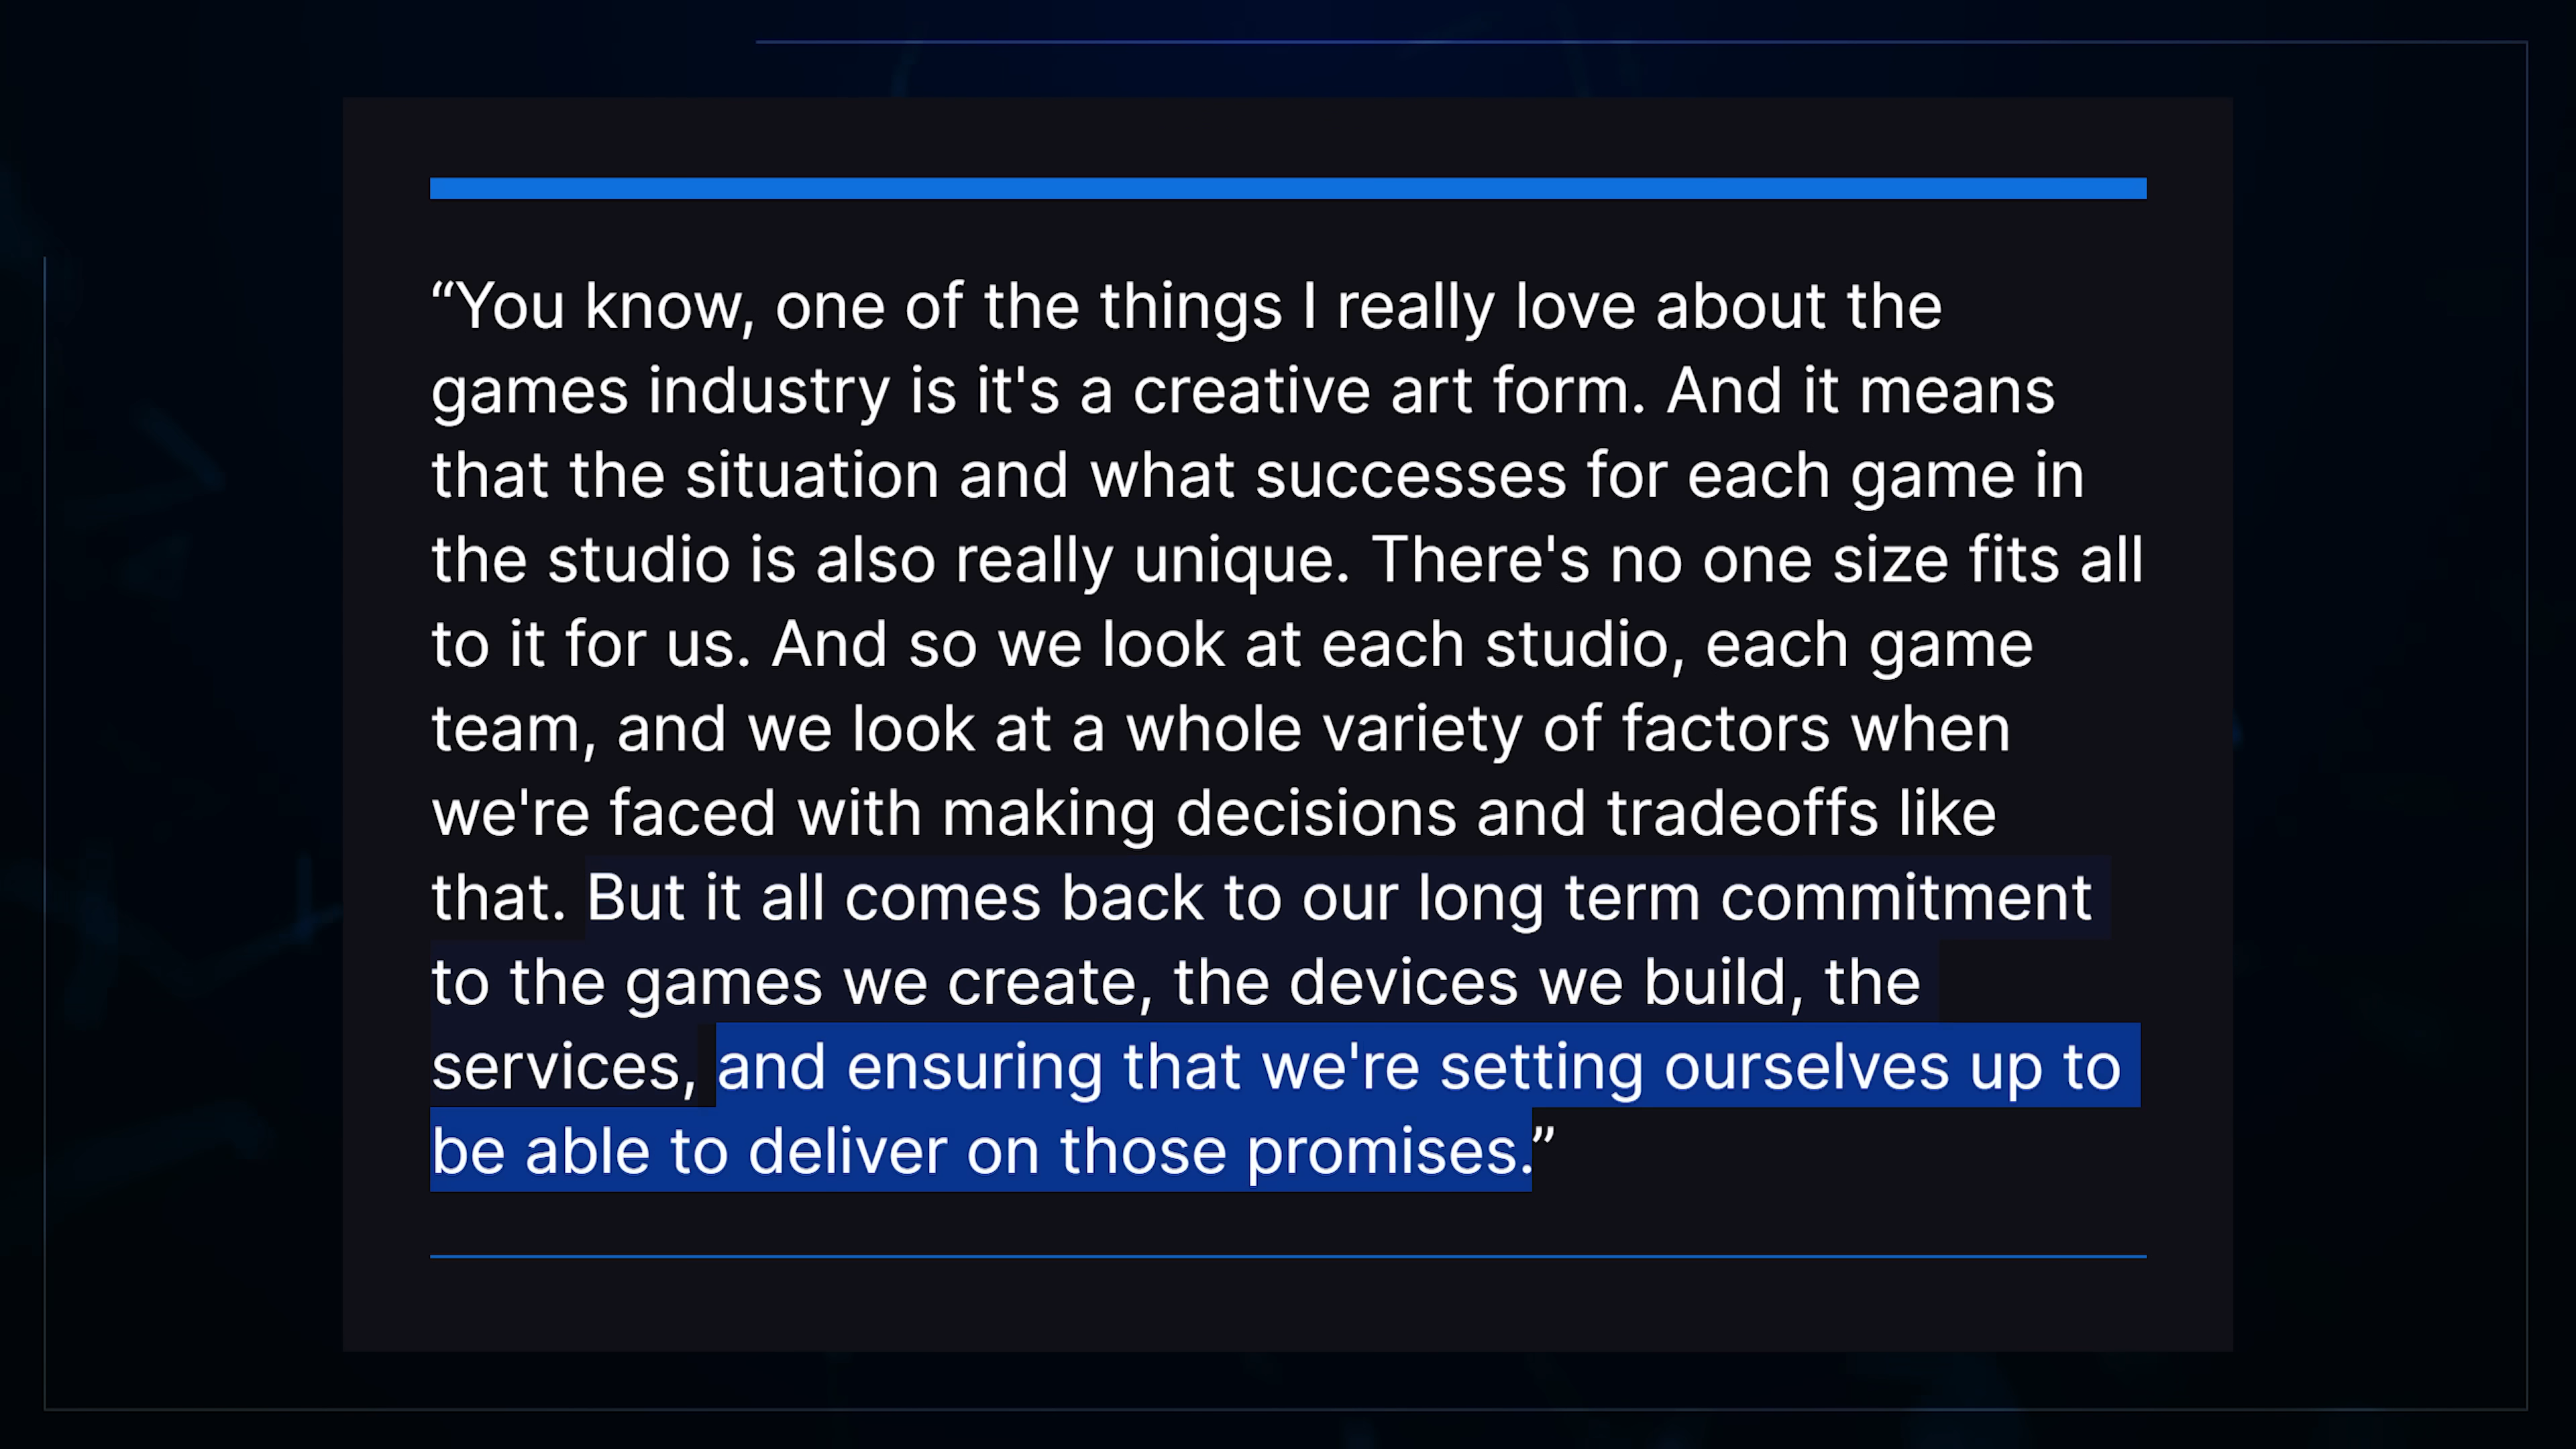 “You know, one of the things I really love about the
games industry is it's a creative art form. And it means
that the situation and what successes for each game in
the studio is also really unique. There's no one size fits all
to it for us. And so we look at each studio, each game
team, and we look at a whole variety of factors when
we're faced with making decisions and tradeoffs like
that. But it all comes back to our long term commitment
to the games we create, the devices we build, the
services, and ensuring that we're setting ourselves up to
be able to deliver on those promises.”